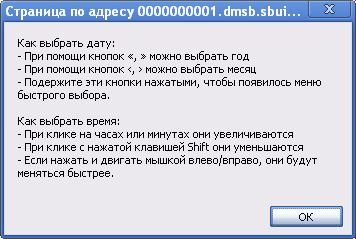 Страница по адресу 0000000001.dmsb.sbui...
Как выбрать дату:
- При помощи кнопок «, » можно выбрать год
- При помощи кнопок ‹, › можно выбрать месяц
- Подержите эти кнопки нажатыми, чтобы появилось меню
быстрого выбора.
Как выбрать время:
- При клике на часах или минутах они увеличиваются
- При клике с нажатой клавишей Shift они уменьшаются
- Если нажать и двигать мышкой влево/вправо, они будут
меняться быстрее.
OK